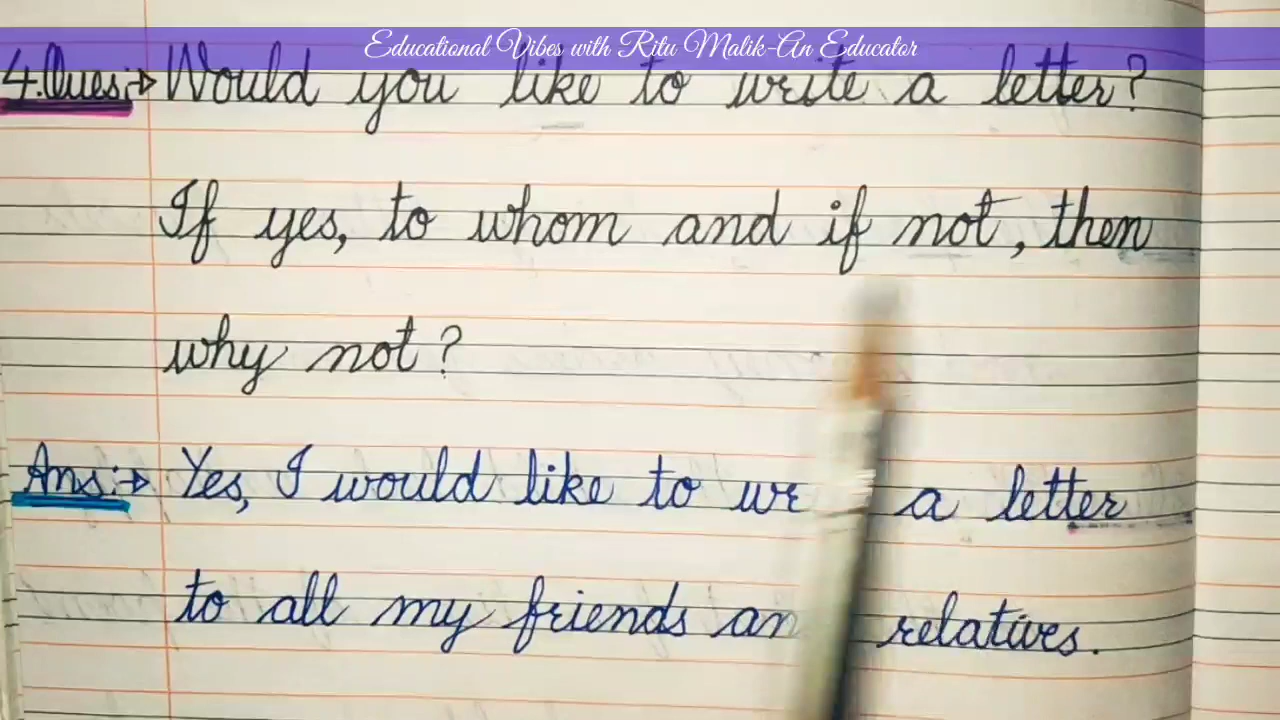 Educational Vibes with Ritu Malik-An Educator
4.Ques:→ Would you like to write a letter?
If yes, to whom and if not, then
why not?
Ans:→ Yes, I would like to a letter
to all my friends relatives.